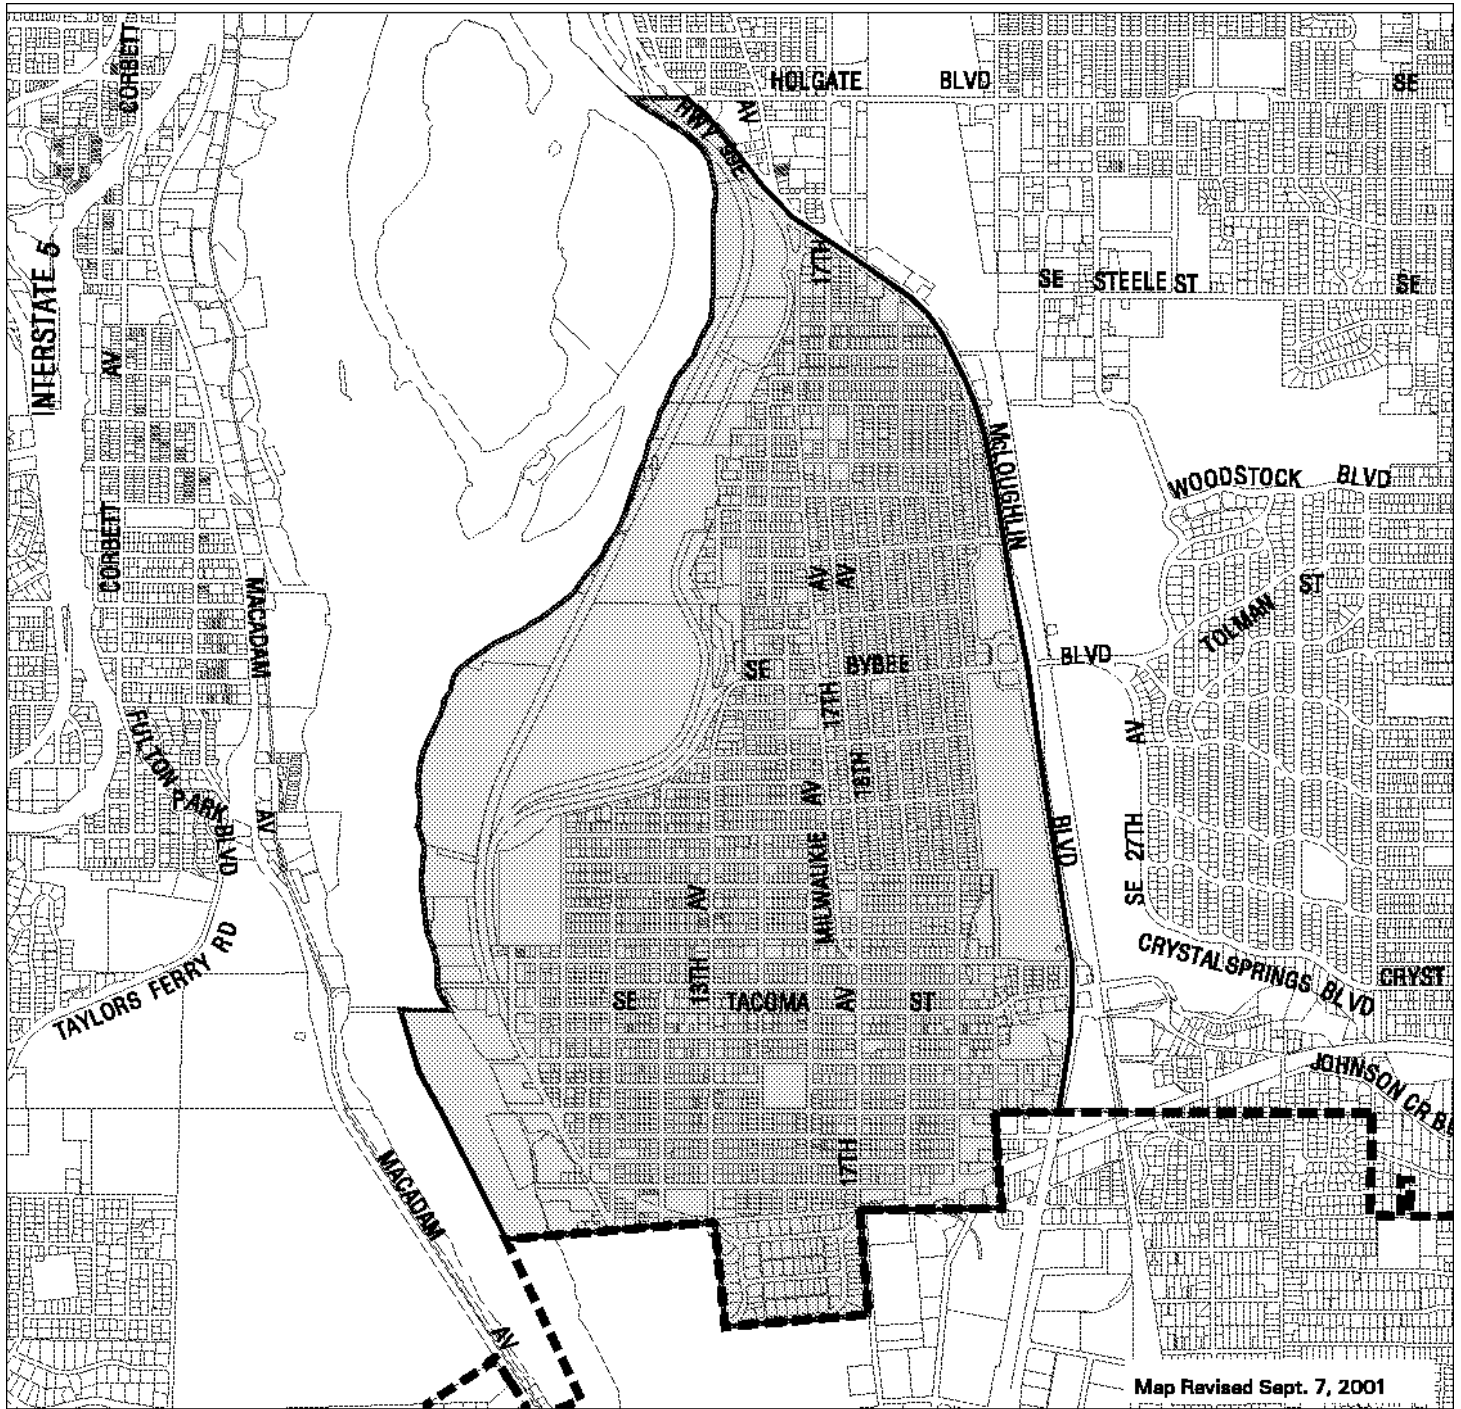 CORBETT
HOLGATE BLVD SE
HWY 99E
AV
INTERSTATE 5
17TH
SE STEELE ST SE
AV
McLOUGHLIN
WOODSTOCK BLVD
CORBETT
MACADAM
AV AV
ST
TOLMAN
SE BYBEE BLVD
17TH
AV
FULTON PARK BLVD
AV
18TH
AV
BLVD
MILWAUKIE
SE 27TH
AV
TAYLORS FERRY RD
13TH
CRYSTAL SPRINGS BLVD
CRYST
SE TACOMA AV ST
JOHNSON CR BL
MACADAM
17TH
AV
Map Revised Sept. 7, 2001